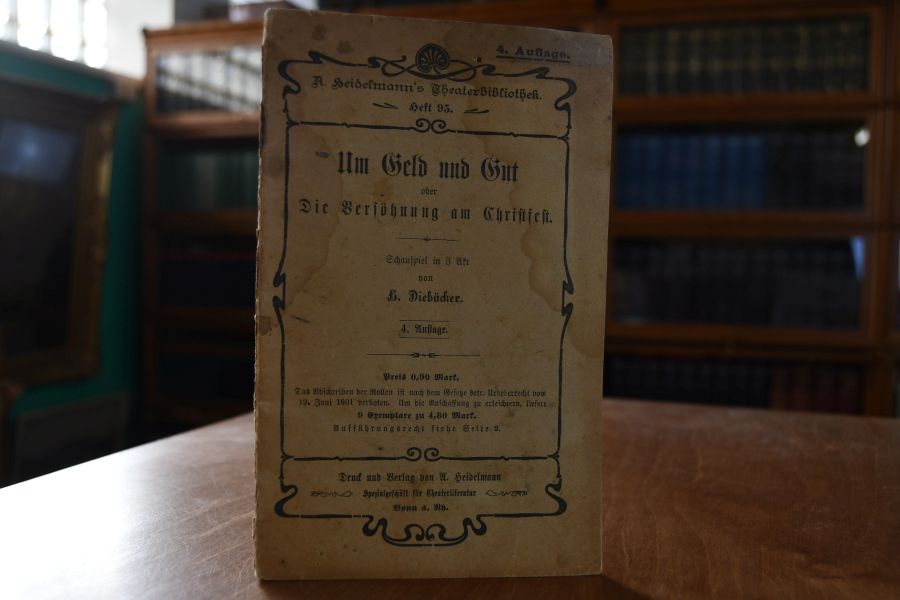 4. Auflage.
A. Heidelmann's Theaterbibliothek.
Heft 95.
Um Geld und Gut
oder
Die Versöhnung am Christfest.
Schauspiel in 3 Akt
von
H. Diebäcker.
4. Auflage.
Preis 0,90 Mark.
Das Abschreiben der Rollen ist nach dem Gesetze betr. Urheberrecht vom
19. Juni 1901 verboten. Um die Anschaffung zu erleichtern, liefere
9 Exemplare zu 4,80 Mark.
Aufführungsrecht siehe Seite 2.
Druck und Verlag von A. Heidelmann
Spezialgeschäft für Theaterliteratur
Bonn a. Rh.